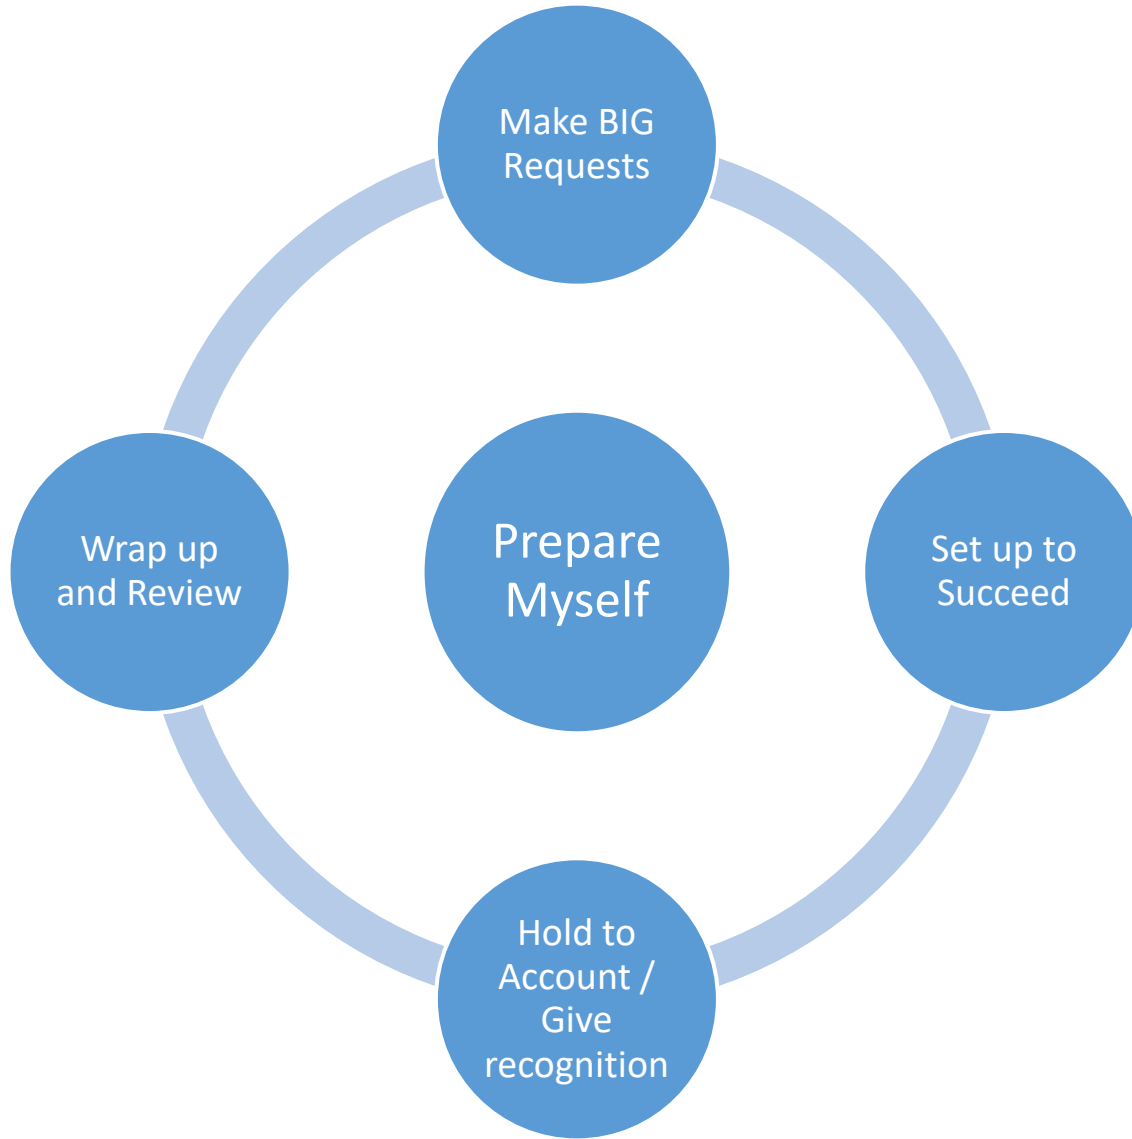 Make BIG
Requests
Wrap up
and Review
Prepare
Myself
Set up to
Succeed
Hold to
Account /
Give
recognition